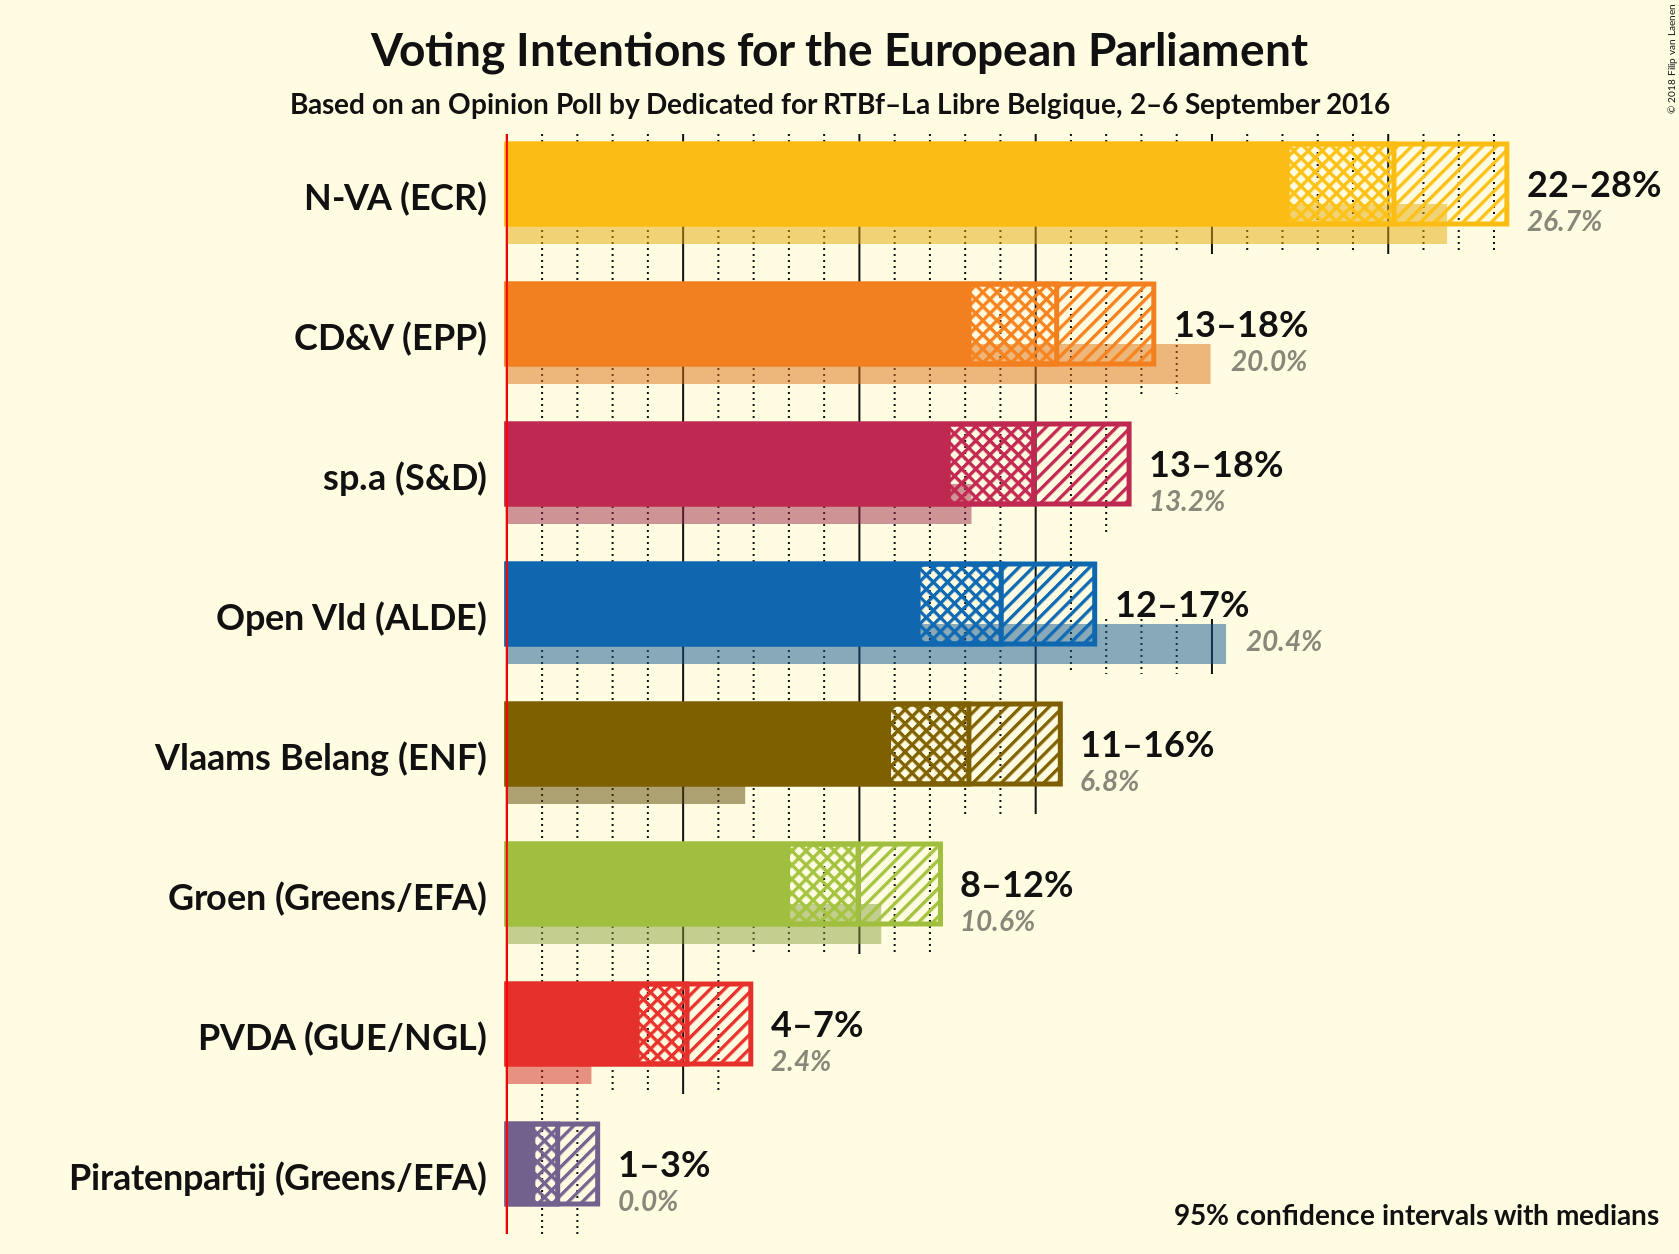 Voting Intentions for the European Parliament
Based on an Opinion Poll by Dedicated for RTBf–La Libre Belgique, 2–6 September 2016
© 2018 Filip van Laenen
N-VA (ECR)
22–28%
26.7%
CD&V (EPP)
13–18%
20.0%
sp.a (S&D)
13–18%
13.2%
Open Vld (ALDE)
12–17%
20.4%
Vlaams Belang (ENF)
11–16%
6.8%
Groen (Greens/EFA)
8–12%
10.6%
PVDA (GUE/NGL)
4–7%
2.4%
Piratenpartij (Greens/EFA)
1–3%
0.0%
95% confidence intervals with medians